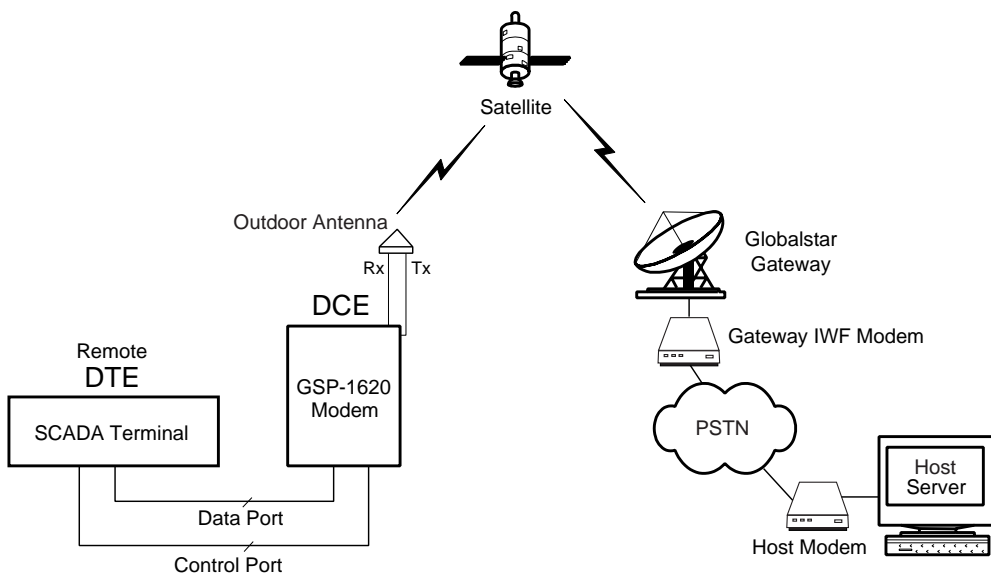 Satellite
Outdoor Antenna
Rx
Tx
Globalstar
Gateway
DCE
Gateway IWF Modem
Remote
DTE
GSP-1620
Modem
SCADA Terminal
PSTN
Host
Server
Data Port
Host Modem
Control Port